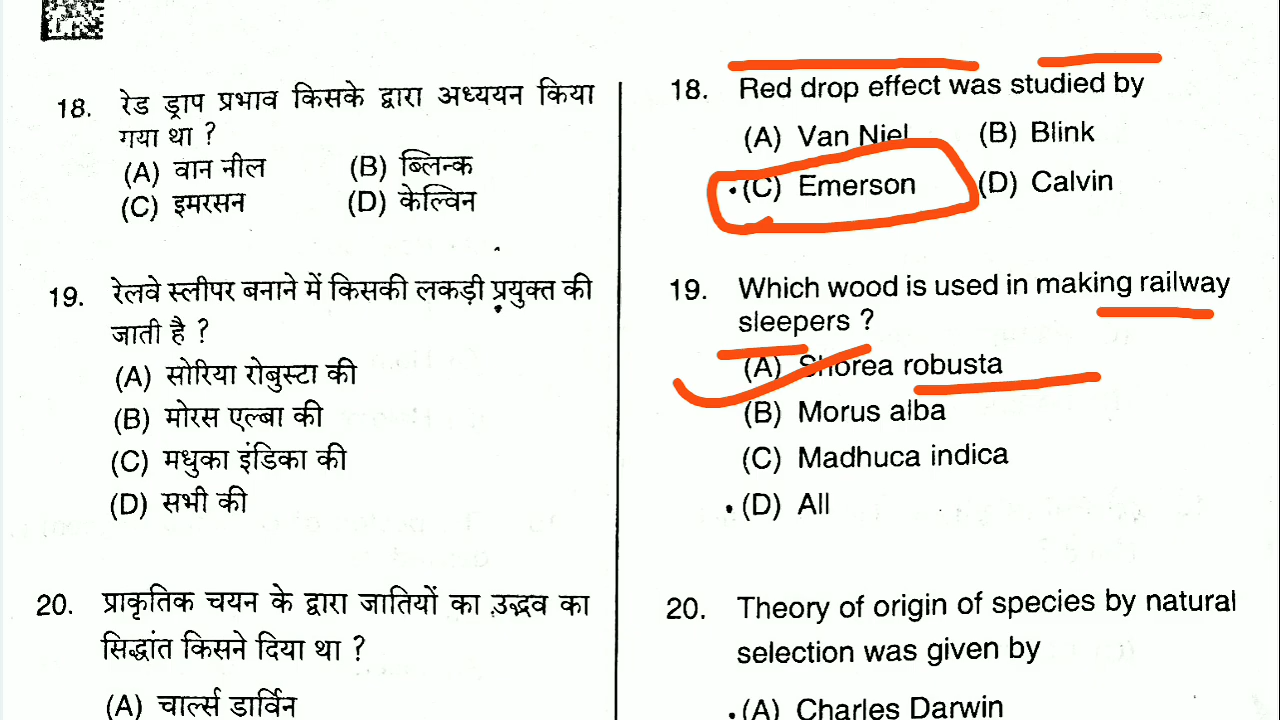 18. रेड ड्राप प्रभाव किसके द्वारा अध्ययन किया
गया था ?
(A) वान नील (B) ब्लिन्क
(C) इमरसन (D) केल्विन
19. रेलवे स्लीपर बनाने में किसकी लकड़ी प्रयुक्त की
जाती है ?
(A) सोरिया रोबुस्टा की
(B) मोरस एल्बा की
(C) मधुका इंडिका की
(D) सभी की
20. प्राकृतिक चयन के द्वारा जातियों का उद्भव का
सिद्धांत किसने दिया था ?
(A) चार्ल्स डार्विन
18. Red drop effect was studied by
(A) Van Niel (B) Blink
(C) Emerson (D) Calvin
19. Which wood is used in making railway
sleepers ?
(A) Shorea robusta
(B) Morus alba
(C) Madhuca indica
(D) All
20. Theory of origin of species by natural
selection was given by
(A) Charles Darwin